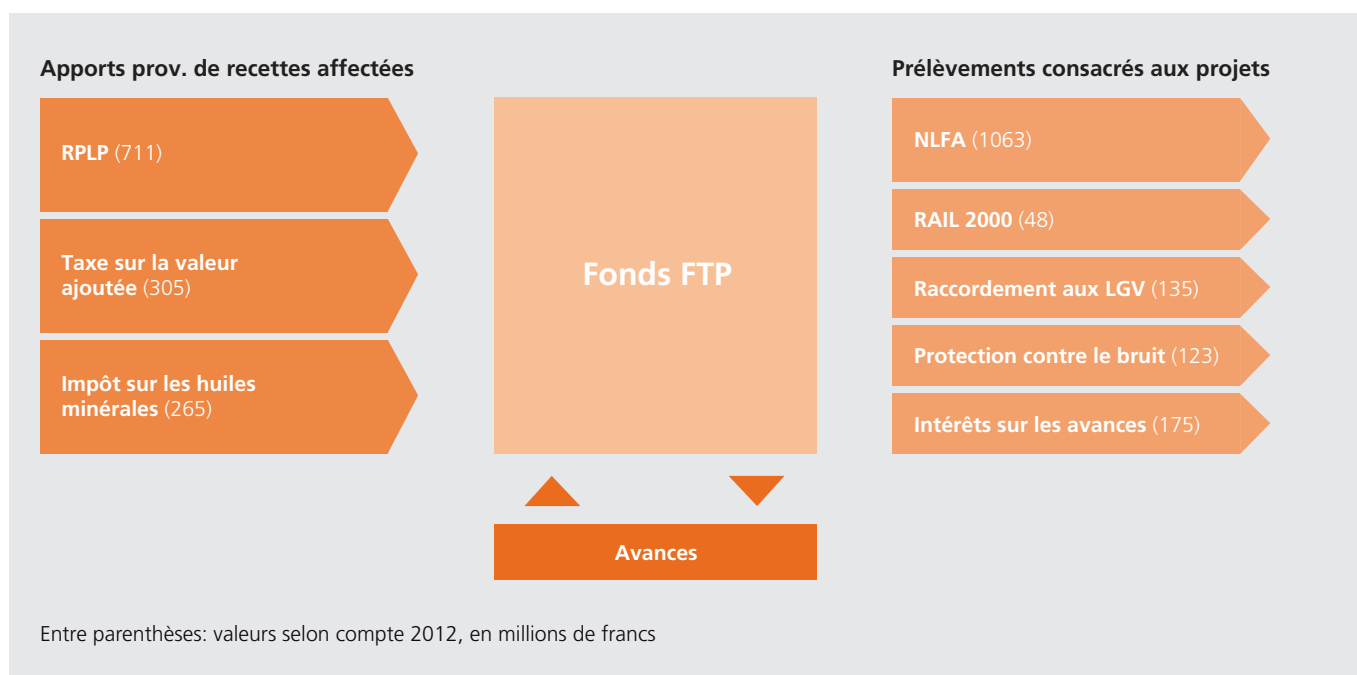 Apports prov. de recettes affectées
RPLP (711)
Taxe sur la valeur
ajoutée (305)
Impôt sur les huiles
minérales (265)
Fonds FTP
Avances
Prélèvements consacrés aux projets
NLFA (1063)
RAIL 2000 (48)
Raccordement aux LGV (135)
Protection contre le bruit (123)
Intérêts sur les avances (175)
Entre parenthèses: valeurs selon compte 2012, en millions de francs